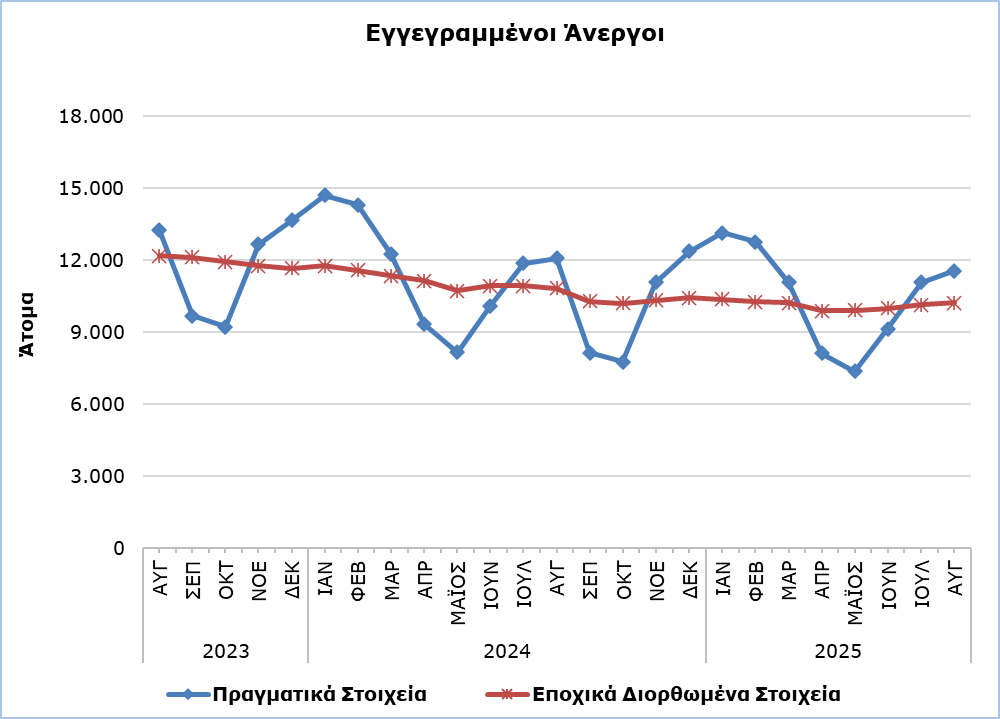 Εγγεγραμμένοι Άνεργοι
Άτομα
18.000
15.000
12.000
9.000
6.000
3.000
0
ΑΥΓ ΣΕΠ ΟΚΤ ΝΟΕ ΔΕΚ ΙΑΝ ΦΕΒ ΜΑΡ ΑΠΡ ΜΑΪΟΣ ΙΟΥΝ ΙΟΥΛ ΑΥΓ ΣΕΠ ΟΚΤ ΝΟΕ ΔΕΚ ΙΑΝ ΦΕΒ ΜΑΡ ΑΠΡ ΜΑΪΟΣ ΙΟΥΝ ΙΟΥΛ ΑΥΓ
2023 2024 2025
Πραγματικά Στοιχεία Εποχικά Διορθωμένα Στοιχεία